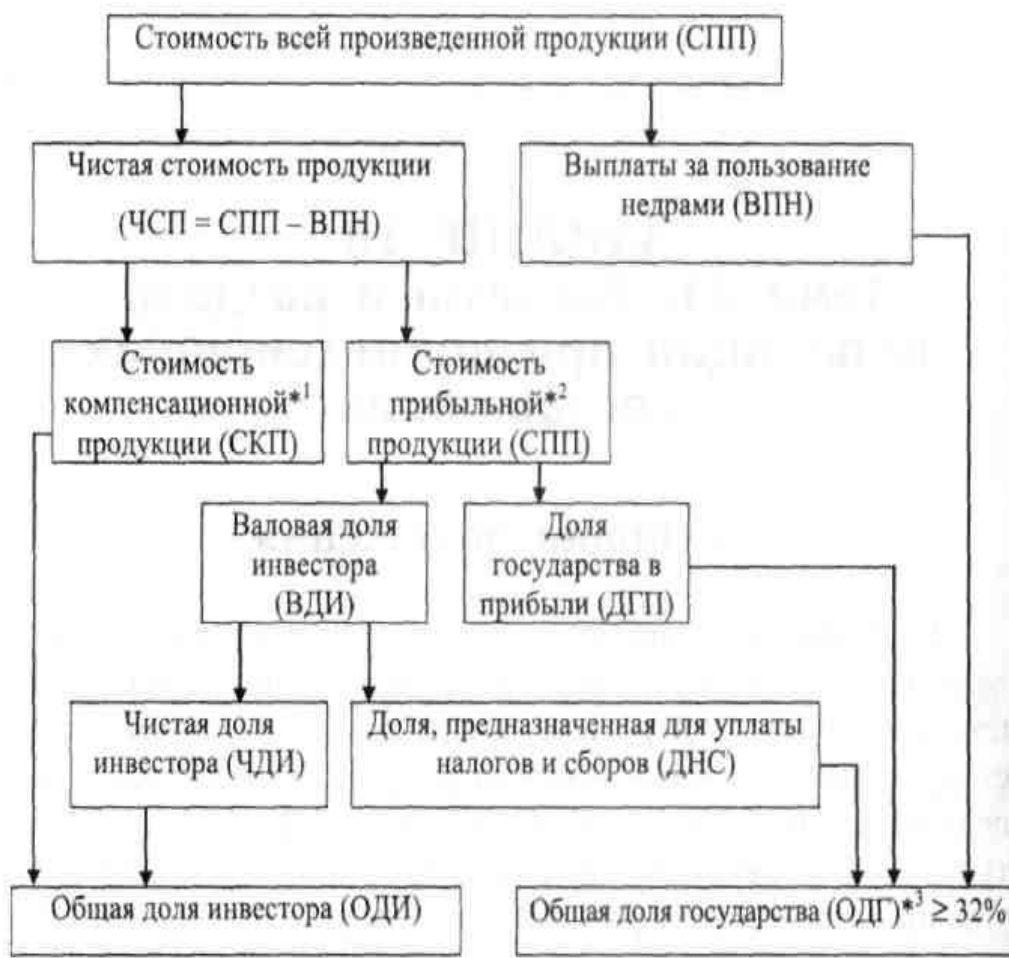 Стоимость всей произведенной продукции (СПП)
Чистая стоимость продукции
(ЧСП = СПП – ВПН)
Выплаты за пользование
недрами (ВПН)
Стоимость
компенсационной*1
продукции (СКП)
Стоимость
прибыльной*2
продукции (СПП)
Валовая доля
инвестора
(ВДИ)
Доля
государства в
прибыли (ДГП)
Чистая доля
инвестора (ЧДИ)
Доля, предназначенная для уплаты
налогов и сборов (ДНС)
Общая доля инвестора (ОДИ)
Общая доля государства (ОДГ)*3 ≥ 32%